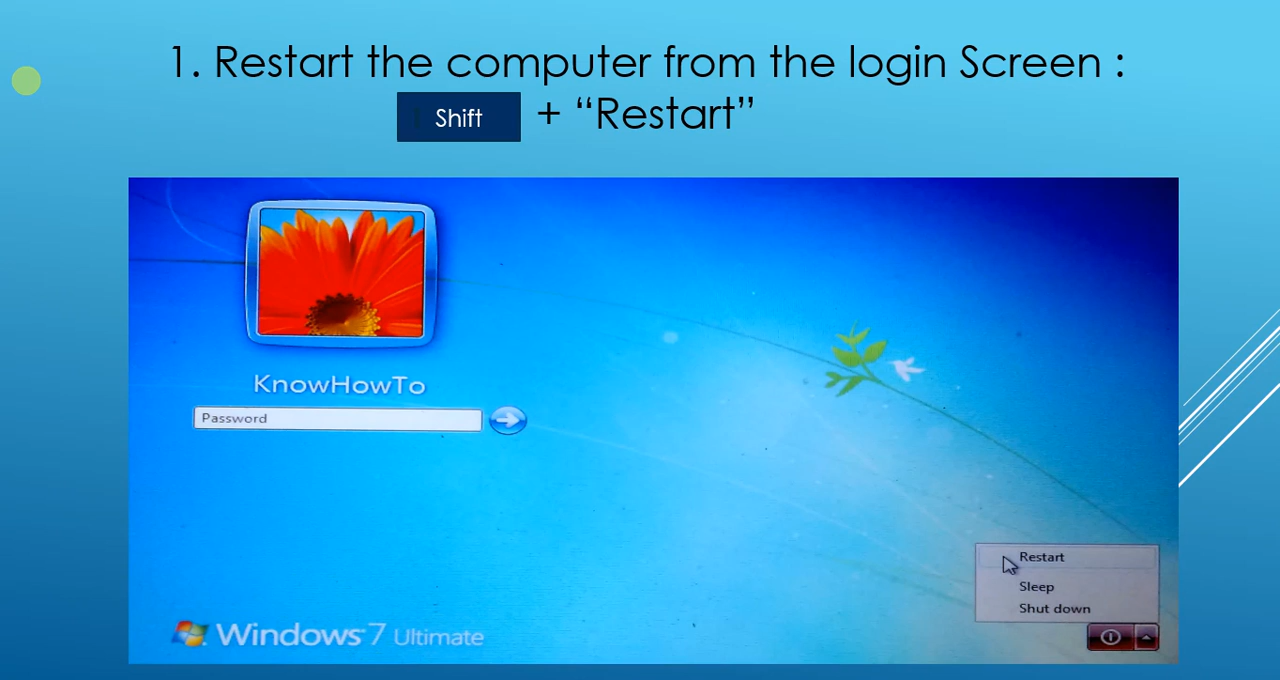 1. Restart the computer from the login Screen :
Shift + “Restart”
KnowHowTo
Password
Restart
Sleep
Shut down
Windows 7 Ultimate